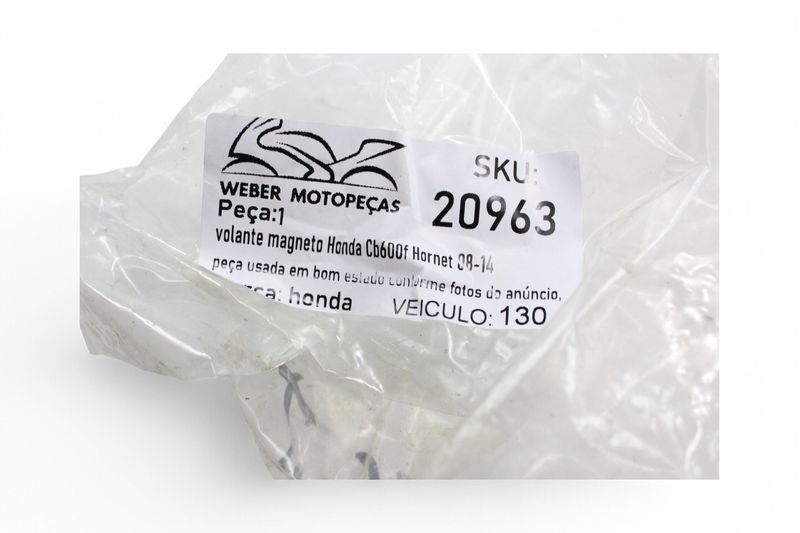 WEBER MOTOPEÇAS
SKU:
20963
Peça:1
volante magneto Honda Cb600f Hornet 08-14
peça usada em bom estado conforme fotos do anúncio,
honda
VEICULO: 130